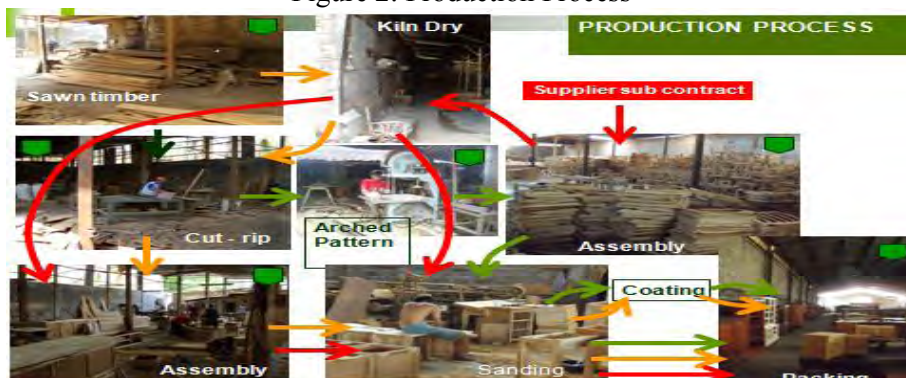 Figure 2. Production Process
Kiln Dry
PRODUCTION PROCESS
Sawn timber
Supplier sub contract
Cut - rip
Arched
Pattern
Assembly
Coating
Assembly
Sanding
Packing